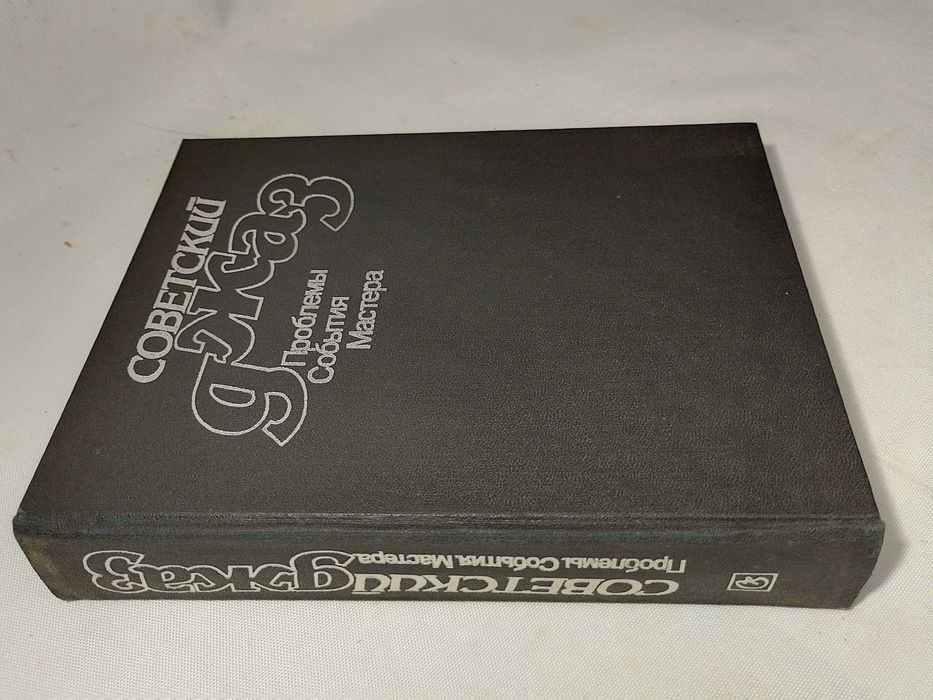 СОВЕТСКИЙ
джаз
Проблемы
События
Мастера
СОВЕТСКИЙ джаз
Проблемы. События. Мастера.